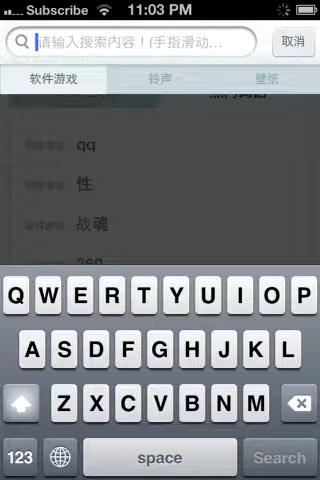 Subscribe 11:03 PM
请输入搜索内容！(手指滑动... 取消
软件游戏 铃声 壁纸
qq
性
战魂
360
Q W E R T Y U I O P
A S D F G H J K L
Z X C V B N M
123 space Search